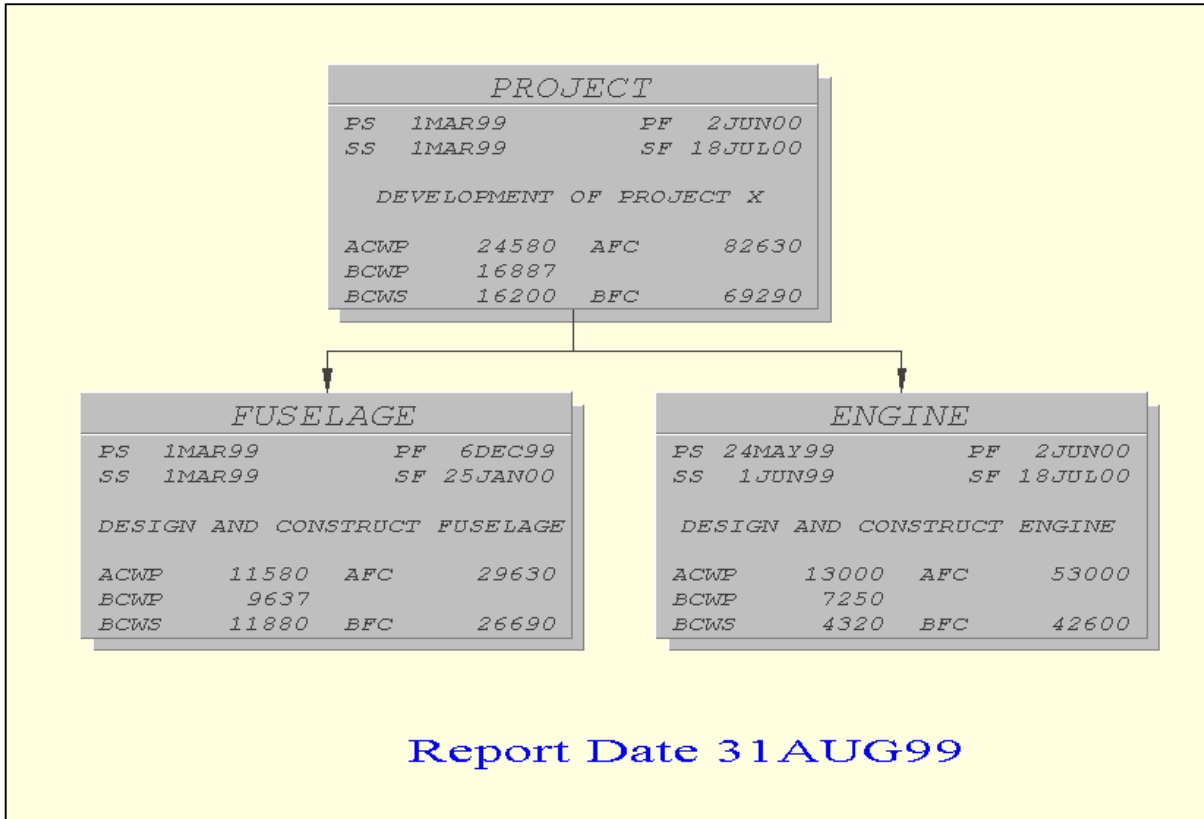 PROJECT
PS 1MAR99 PF 2JUN00
SS 1MAR99 SF 18JUL00
DEVELOPMENT OF PROJECT X
ACWP 24580 AFC 82630
BCWP 16887
BCWS 16200 BFC 69290
FUSELAGE
PS 1MAR99 PF 6DEC99
SS 1MAR99 SF 25JAN00
DESIGN AND CONSTRUCT FUSELAGE
ACWP 11580 AFC 29630
BCWP 9637
BCWS 11880 BFC 26690
ENGINE
PS 24MAY99 PF 2JUN00
SS 1JUN99 SF 18JUL00
DESIGN AND CONSTRUCT ENGINE
ACWP 13000 AFC 53000
BCWP 7250
BCWS 4320 BFC 42600
Report Date 31AUG99